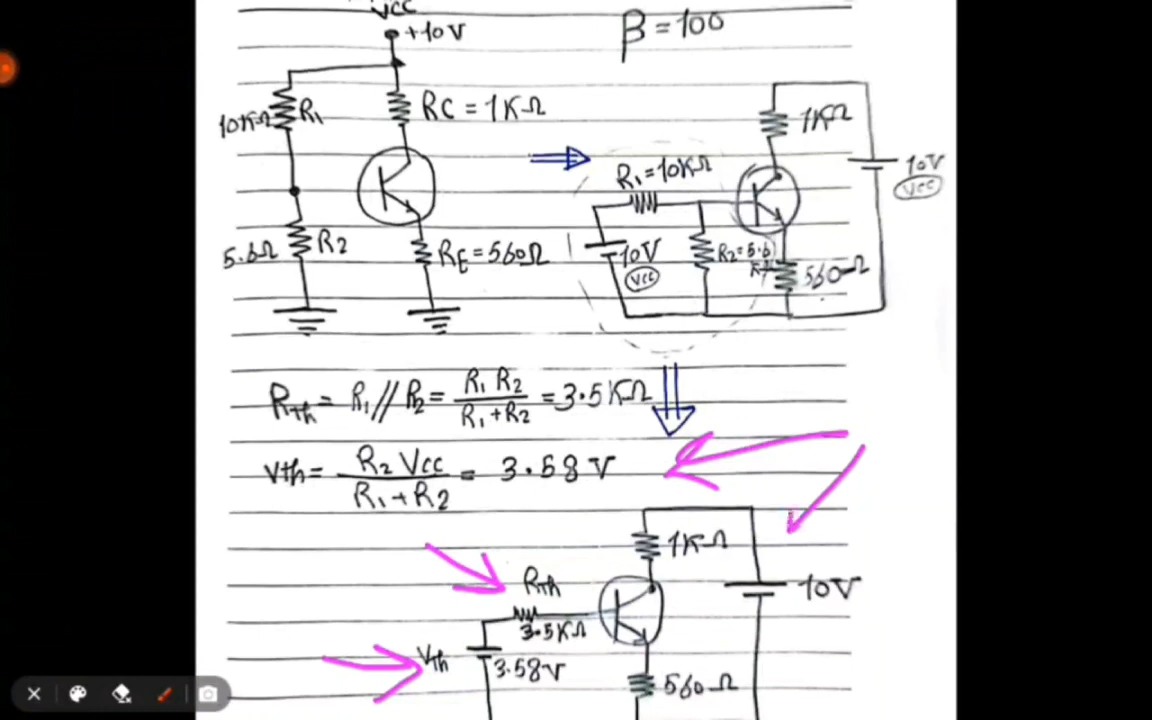 Vcc
+10V
β = 100
10KΩ R1
RC = 1KΩ
5.6Ω R2
RE = 560Ω
1KΩ
R1 = 10KΩ
10V
Vcc
10V
Vcc
R2 = 5.6
KΩ
560Ω
RTh = R1 // R2 = R1 R2 / R1 + R2 = 3.5KΩ
Vth = R2 Vcc / R1 + R2 = 3.58 V
1KΩ
10V
RTh
3.5KΩ
VTh
3.58V
560Ω